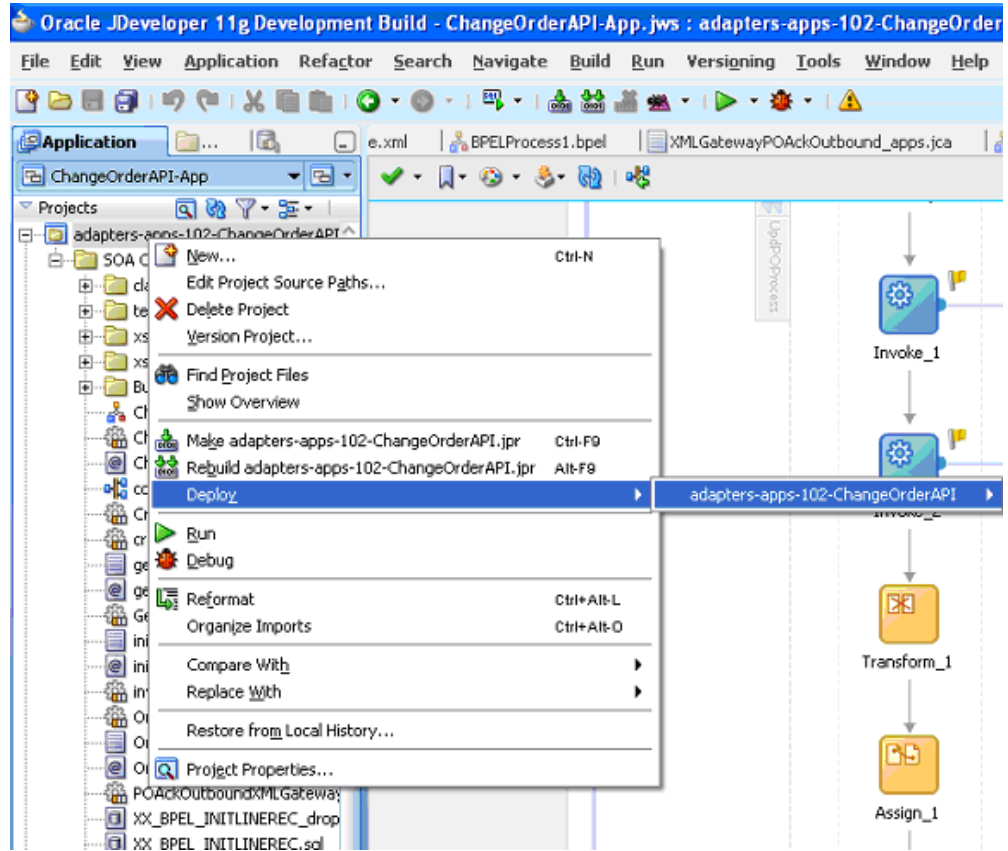 Oracle JDeveloper 11g Development Build - ChangeOrderAPI-App.jws : adapters-apps-102-ChangeOrder
File Edit View Application Refactor Search Navigate Build Run Versioning Tools Window Help
Application ... e.xml BPELProcess1.bpel XMLGatewayPOAckOutbound_apps.jca
ChangeOrderAPI-App
Projects
adapters-apps-102-ChangeOrderAPI
SOA C
New... Ctrl-N
Edit Project Source Paths...
Delete Project
Version Project...
Find Project Files
Show Overview
Make adapters-apps-102-ChangeOrderAPI.jpr Ctrl-F9
Rebuild adapters-apps-102-ChangeOrderAPI.jpr Alt-F9
Deploy
adapters-apps-102-ChangeOrderAPI
Run
Debug
Reformat Ctrl+Alt-L
Organize Imports Ctrl+Alt-O
Compare With
Replace With
Restore from Local History...
Project Properties...
POAckOutboundXMLGateway
XX_BPEL_INITLINEREC_drop
XX_BPEL_INITLINEREC.sql
UpdPOProcess
Invoke_1
Invoke_2
Transform_1
Assign_1